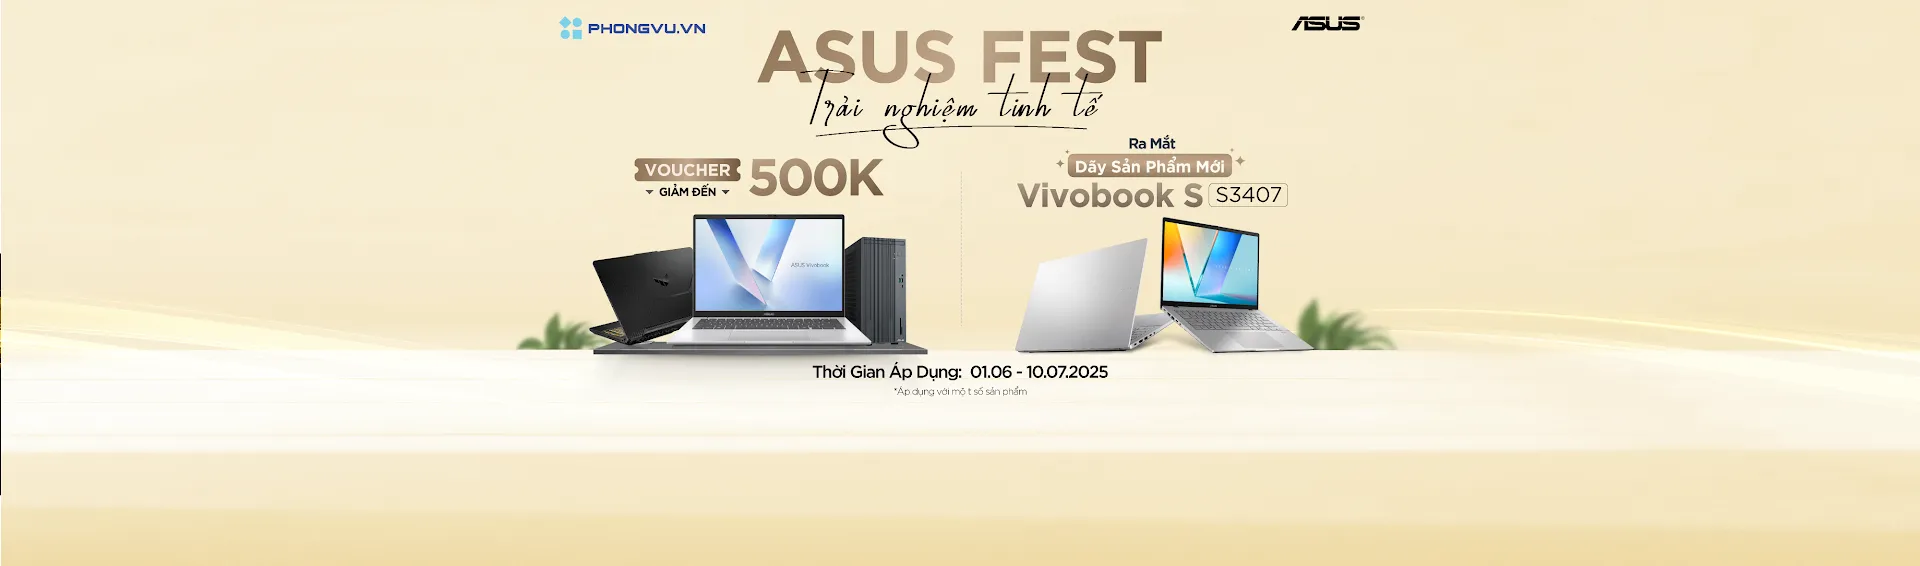 PHONGVU.VN
ASUS
ASUS FEST
Trải nghiệm tinh tế
VOUCHER
GIẢM ĐẾN
500K
Ra Mắt
Dãy Sản Phẩm Mới
Vivobook S S3407
ASUS Vivobook
Thời Gian Áp Dụng: 01.06 - 10.07.2025
*Áp dụng với một số sản phẩm